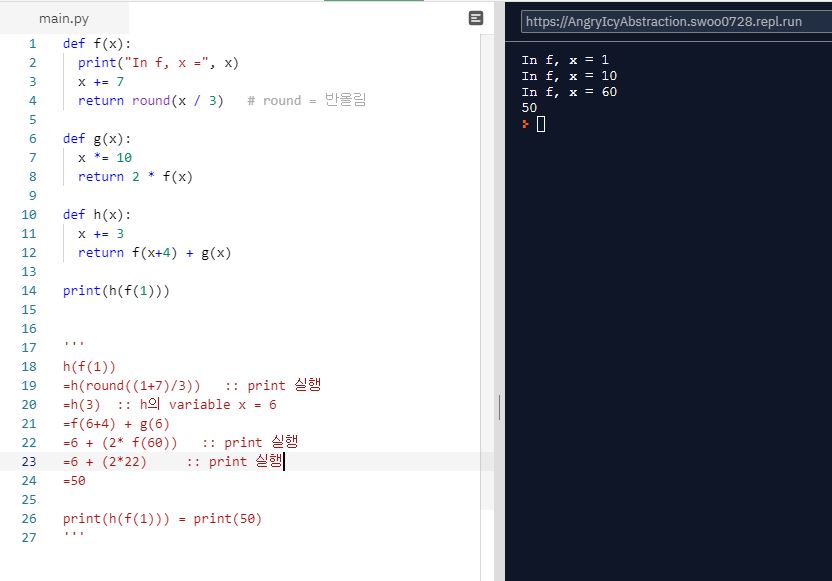 main.py
1 def f(x):
2 print("In f, x =", x)
3 x += 7
4 return round(x / 3) # round = 반올림
5
6 def g(x):
7 x *= 10
8 return 2 * f(x)
9
10 def h(x):
11 x += 3
12 return f(x+4) + g(x)
13
14 print(h(f(1)))
15
16
17 '''
18 h(f(1))
19 =h(round((1+7)/3)) :: print 실행
20 =h(3) :: h의 variable x = 6
21 =f(6+4) + g(6)
22 =6 + (2* f(60)) :: print 실행
23 =6 + (2*22) :: print 실행
24 =50
25
26 print(h(f(1))) = print(50)
27 '''
https://AngryIcyAbstraction.swoo0728.repl.run
In f, x = 1
In f, x = 10
In f, x = 60
50